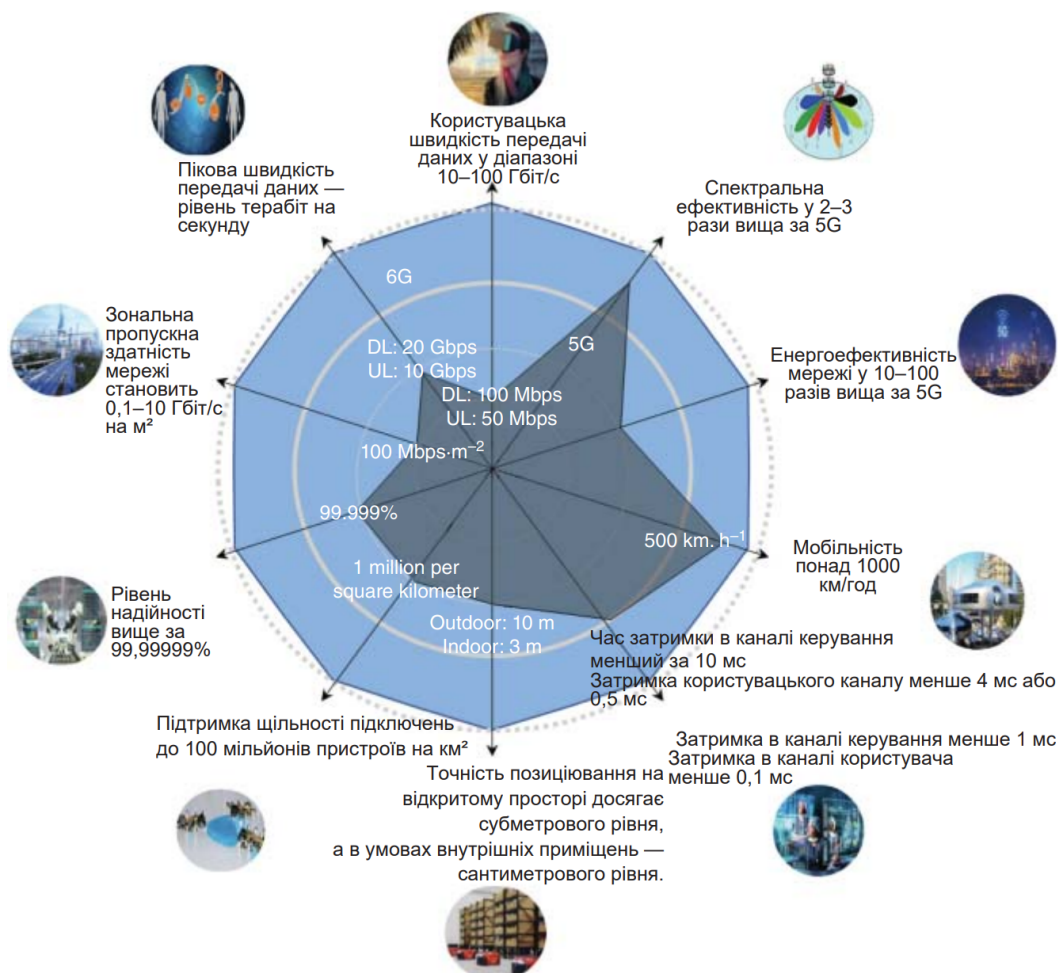 Користувацька
швидкість передачі
даних у діапазоні
10–100 Гбіт/с
Пікова швидкість
передачі даних —
рівень терабіт на
секунду
Спектральна
ефективність у 2–3
рази вища за 5G
6G
Зональна
пропускна
здатність
мережі
становить
0,1–10 Гбіт/с
на м²
DL: 20 Gbps
UL: 10 Gbps
5G
Енергоефективність
мережі у 10–100
разів вища за 5G
DL: 100 Mbps
UL: 50 Mbps
100 Mbps·m⁻²
99.999%
500 km. h⁻¹
Мобільність
понад 1000
км/год
1 million per
square kilometer
Рівень
надійності
вище за
99,99999%
Outdoor: 10 m
Indoor: 3 m
Час затримки в каналі керування
менший за 10 мс
Затримка користувацького каналу менше 4 мс або
0,5 мс
Підтримка щільності підключень
до 100 мільйонів пристроїв на км²
Затримка в каналі керування менше 1 мс
Затримка в каналі користувача
менше 0,1 мс
Точність позиціювання на
відкритому просторі досягає
субметрового рівня,
а в умовах внутрішніх приміщень —
сантиметрового рівня.